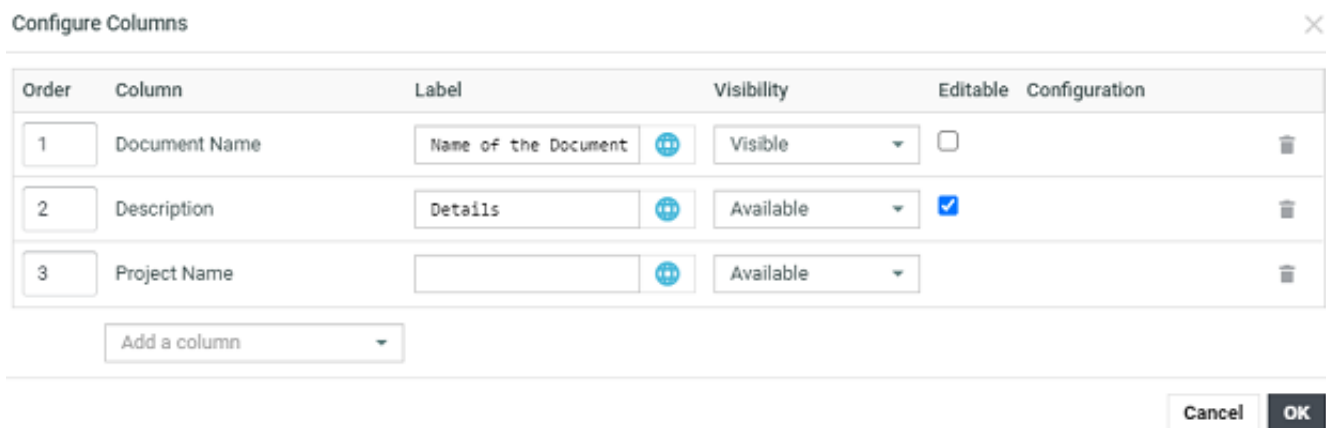 Configure Columns
Order Column Label Visibility Editable Configuration
1 Document Name Name of the Document Visible
2 Description Details Available
3 Project Name Available
Add a column
Cancel OK